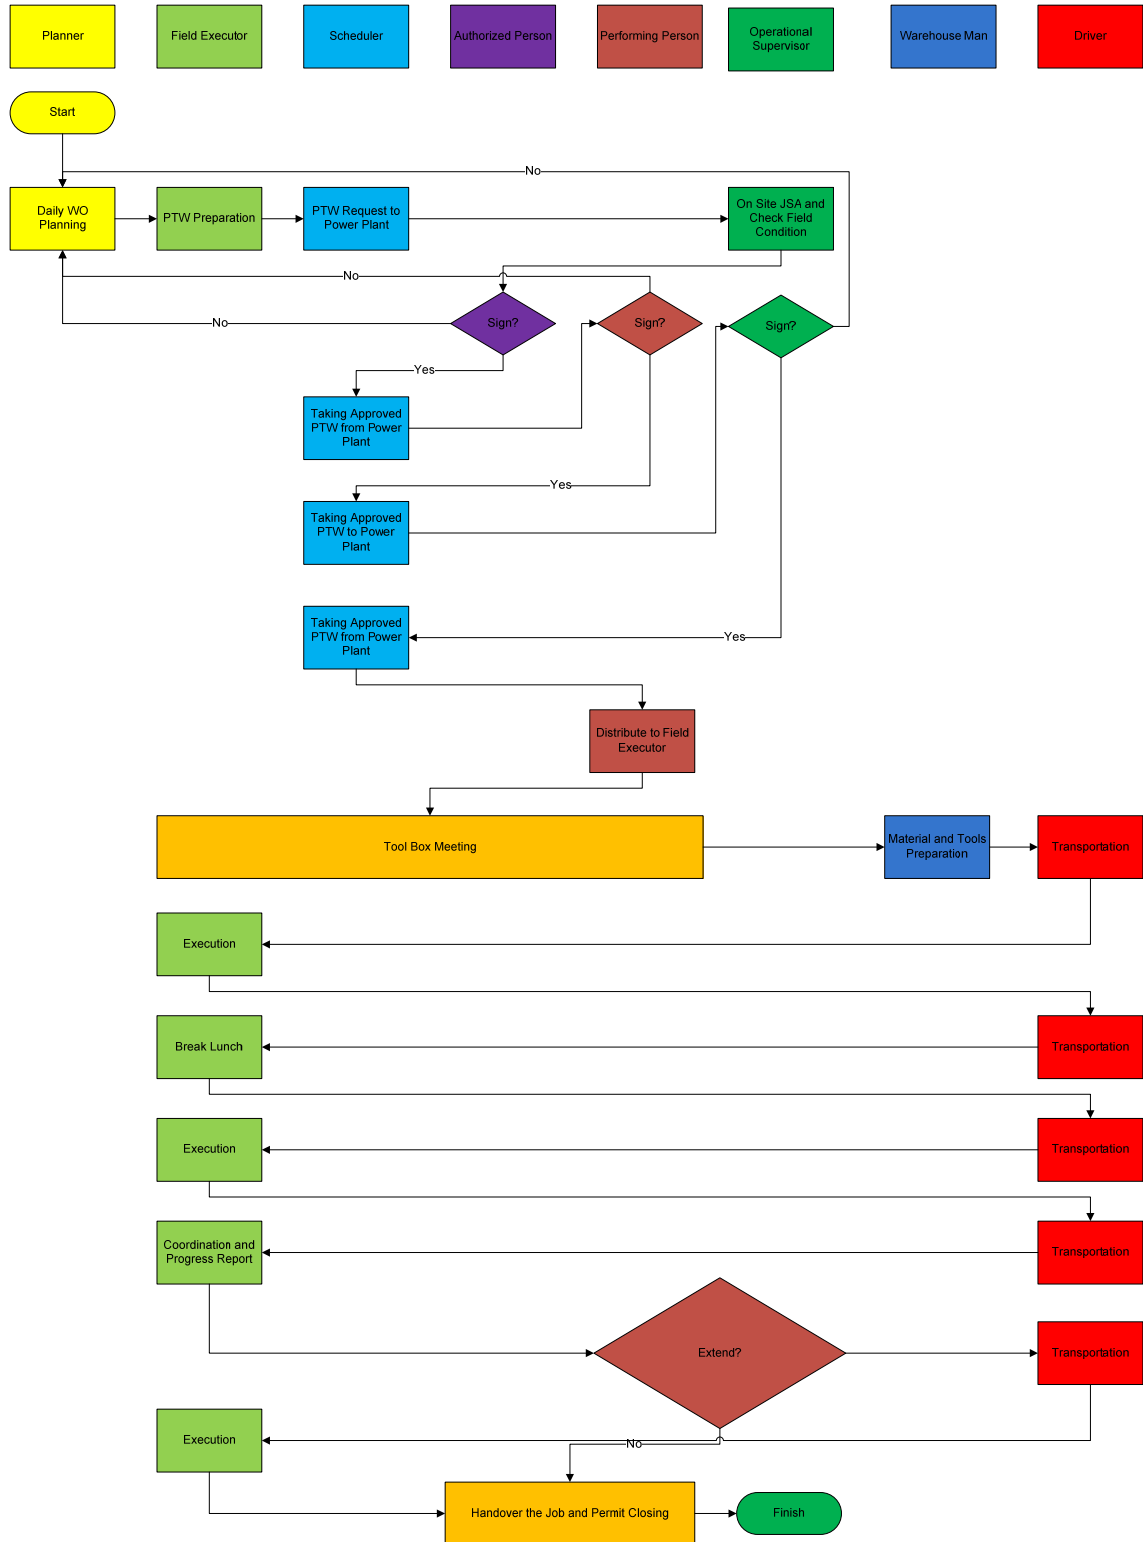 Planner
Field Executor
Scheduler
Authorized Person
Performing Person
Operational
Supervisor
Warehouse Man
Driver
Start
No
Daily WO
Planning
PTW Preparation
PTW Request to
Power Plant
On Site JSA and
Check Field
Condition
No
No
Sign?
Sign?
Sign?
Yes
Taking Approved
PTW from Power
Plant
Yes
Taking Approved
PTW to Power
Plant
Taking Approved
PTW from Power
Plant
Yes
Distribute to Field
Executor
Tool Box Meeting
Material and Tools
Preparation
Transportation
Execution
Break Lunch
Transportation
Execution
Transportation
Coordination and
Progress Report
Transportation
Extend?
Transportation
Execution
No
Handover the Job and Permit Closing
Finish